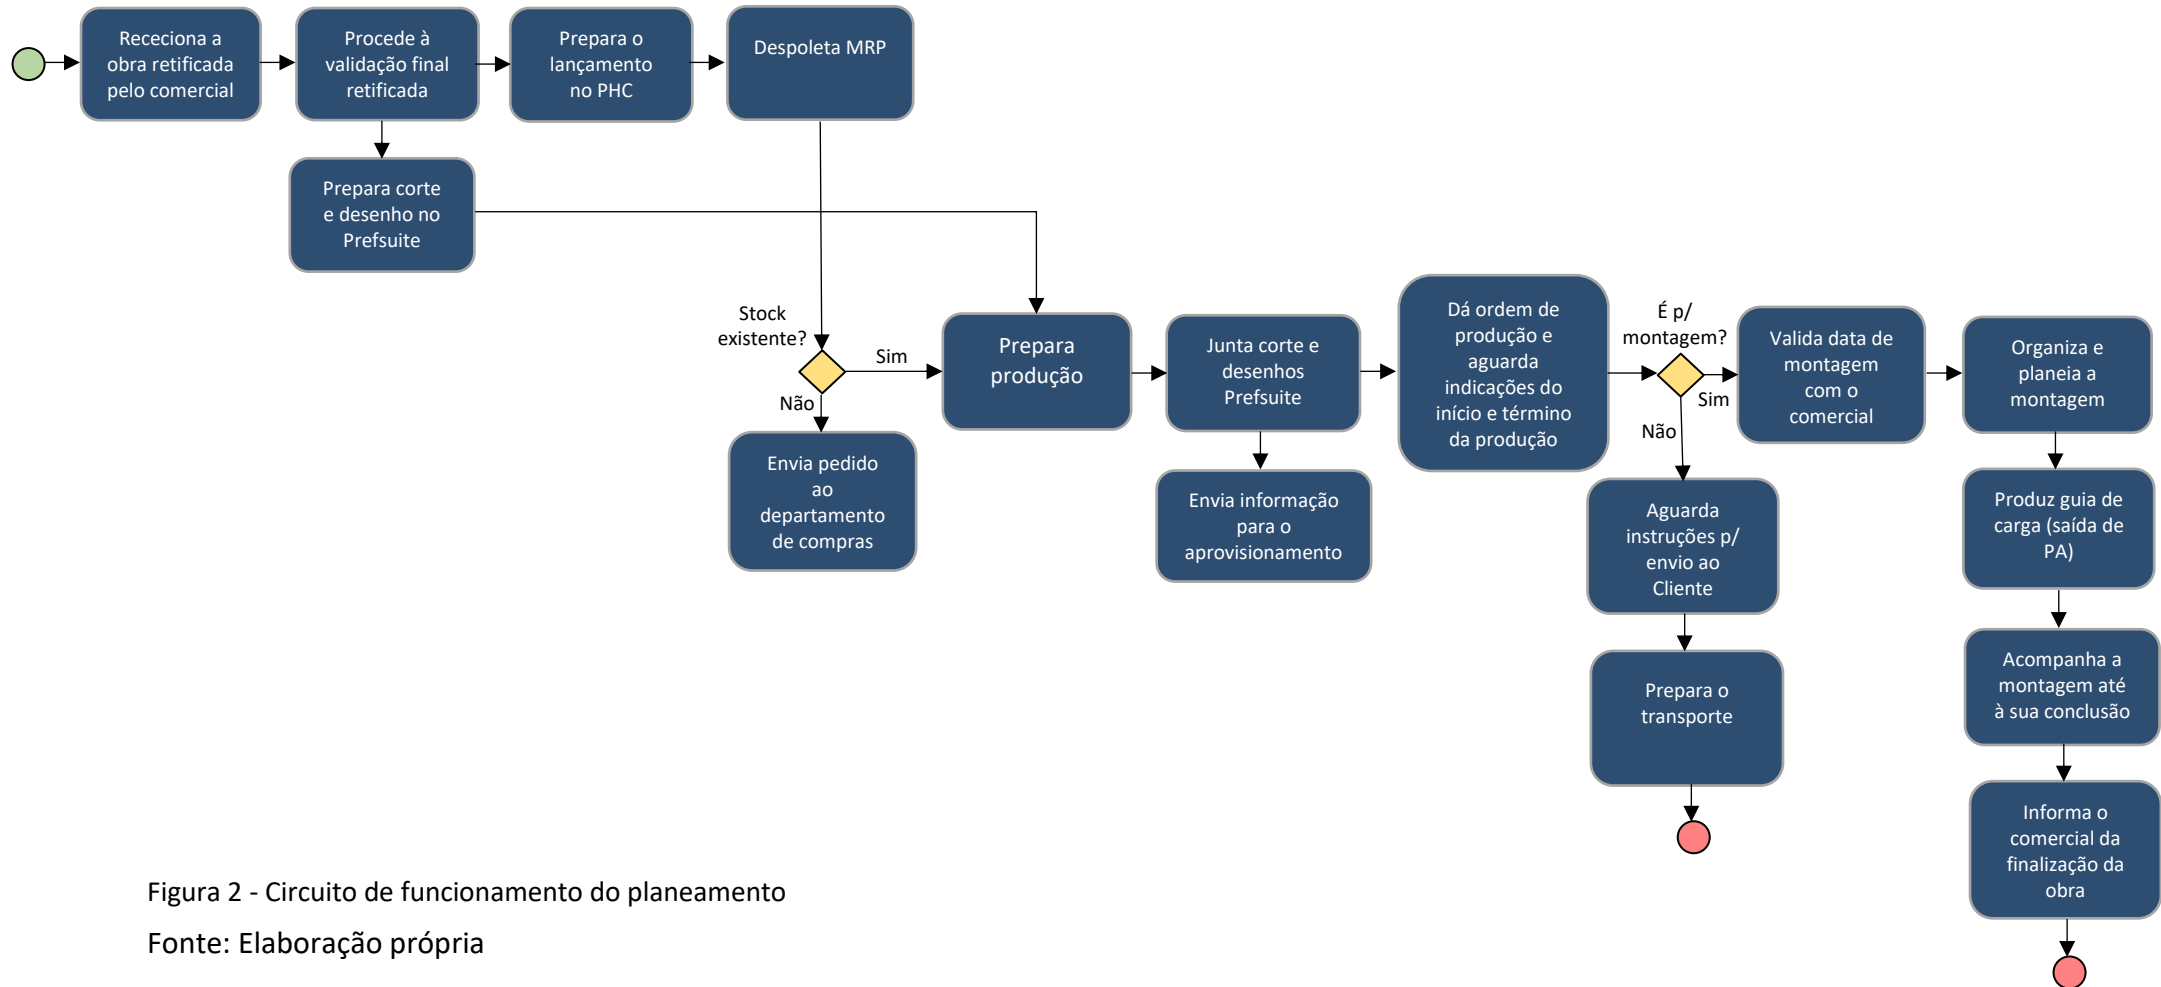 Receciona a
obra retificada
pelo comercial
Procede à
validação final
retificada
Prepara o
lançamento
no PHC
Despoleta MRP
Prepara corte
e desenho no
Prefsuite
Stock
existente?
Sim
Não
Envia pedido
ao
departamento
de compras
Prepara
produção
Junta corte e
desenhos
Prefsuite
Envia informação
para o
aprovisionamento
Dá ordem de
produção e
aguarda
indicações do
início e término
da produção
É p/
montagem?
Sim
Não
Aguarda
instruções p/
envio ao
Cliente
Prepara o
transporte
Valida data de
montagem
com o
comercial
Organiza e
planeia a
montagem
Produz guia de
carga (saída de
PA)
Acompanha a
montagem até
à sua conclusão
Informa o
comercial da
finalização da
obra
Figura 2 - Circuito de funcionamento do planeamento
Fonte: Elaboração própria